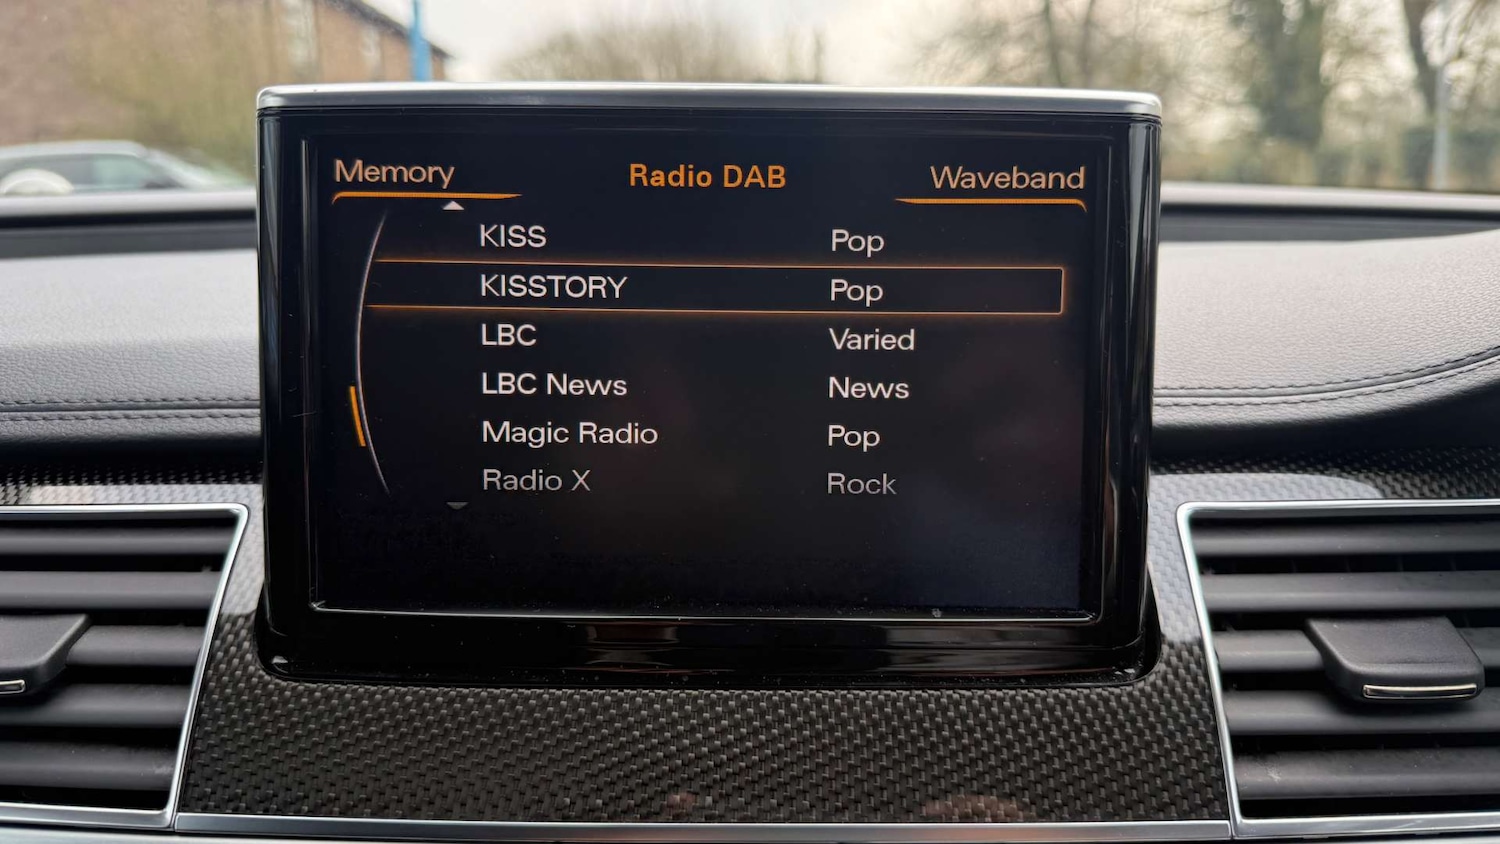 Memory Radio DAB Waveband
KISS Pop
KISSTORY Pop
LBC Varied
LBC News News
Magic Radio Pop
Radio X Rock